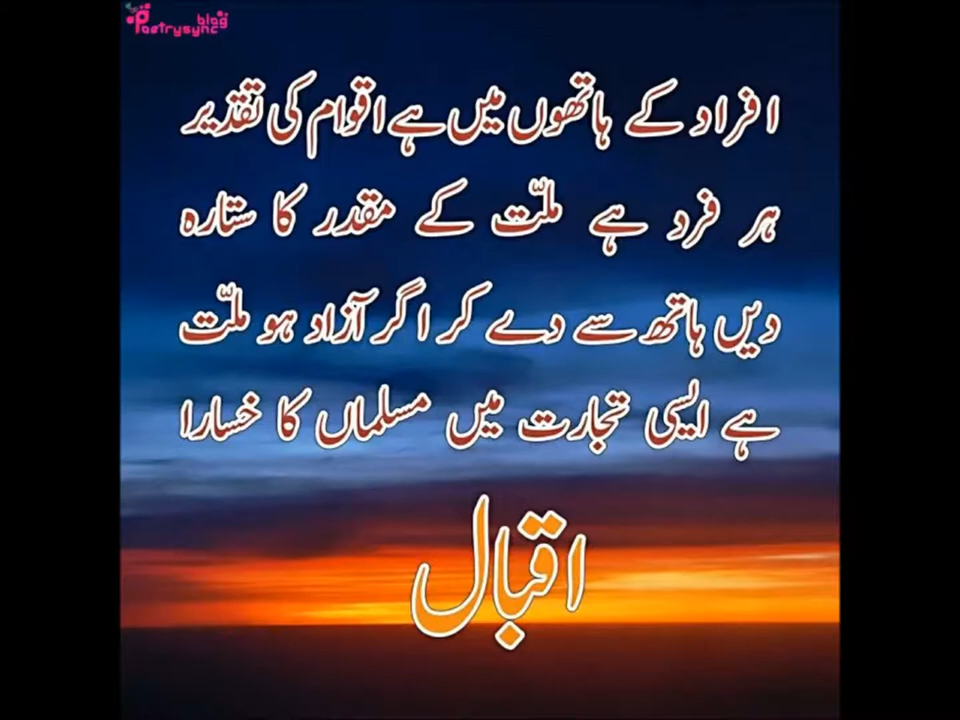 Poetrysync blog
افراد کے ہاتھوں میں ہے اقوام کی تقدیر
ہر فرد ہے ملّت کے مقدر کا ستارہ
دیں ہاتھ سے دے کر اگر آزاد ہو ملّت
ہے ایسی تجارت میں مسلماں کا خسارا
اقبال